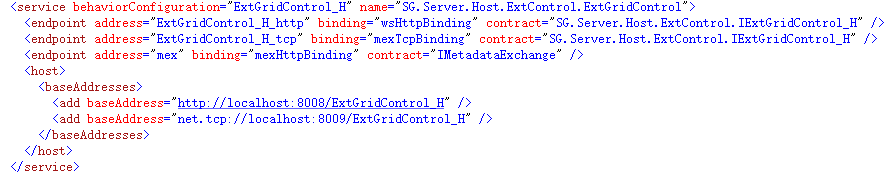 <service behaviorConfiguration="ExtGridControl_H" name="SG.Server.Host.ExtControl.ExtGridControl">
<endpoint address="ExtGridControl_H_http" binding="wsHttpBinding" contract="SG.Server.Host.ExtControl.IExtGridControl_H" />
<endpoint address="ExtGridControl_H_tcp" binding="mexTcpBinding" contract="SG.Server.Host.ExtControl.IExtGridControl_H" />
<endpoint address="mex" binding="mexHttpBinding" contract="IMetadataExchange" />
<host>
<baseAddresses>
<add baseAddress="http://localhost:8008/ExtGridControl_H" />
<add baseAddress="net.tcp://localhost:8009/ExtGridControl_H" />
</baseAddresses>
</host>
</service>